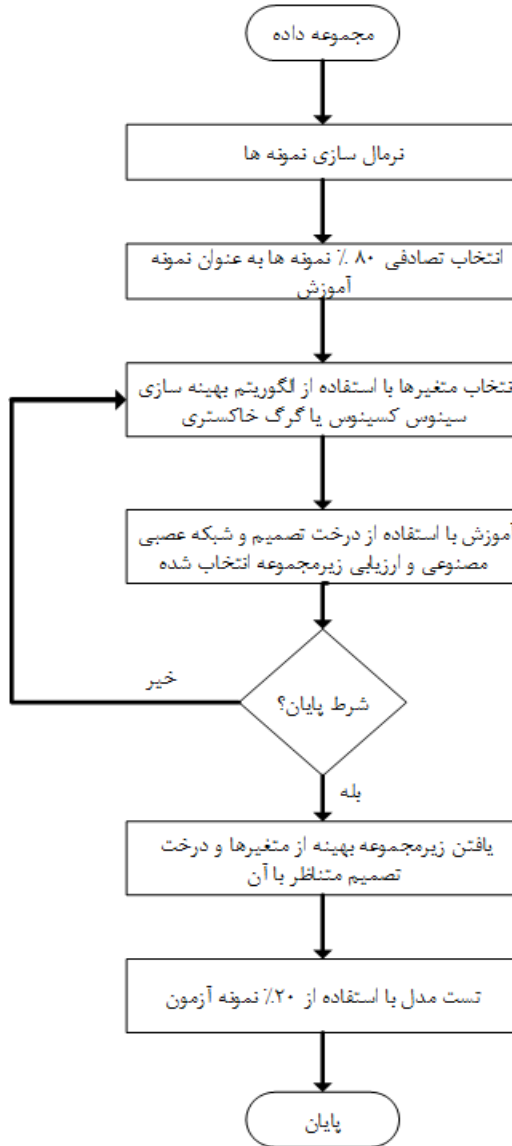 مجموعه داده
نرمال سازی نمونه ها
انتخاب تصادفی ۸۰ ٪ نمونه ها به عنوان نمونه
آموزش
نتخاب متغیرها با استفاده از الگوریتم بهینه سازی
سینوس کسینوس یا گرگ خاکستری
آموزش با استفاده از درخت تصمیم و شبکه عصبی
مصنوعی و ارزیابی زیرمجموعه انتخاب شده
شرط پایان؟
خیر
بله
یافتن زیرمجموعه بهینه از متغیرها و درخت
تصمیم متناظر با آن
تست مدل با استفاده از ۲۰٪ نمونه آزمون
پایان